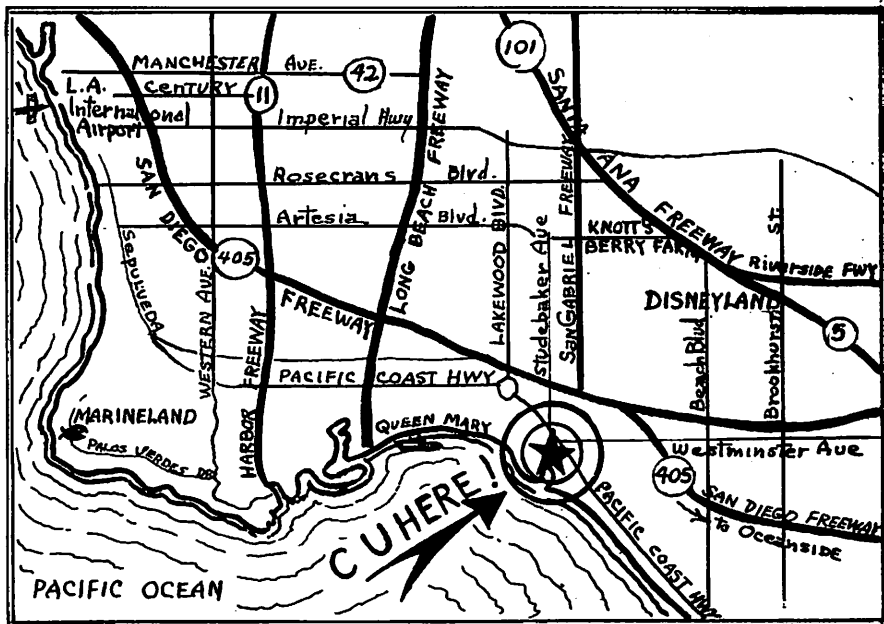 101
MANCHESTER AVE.
42
L.A.
International
Airport
CENTURY
11
Imperial Hwy
SANTA ANA FREEWAY
LONG BEACH FREEWAY
SAN GABRIEL FREEWAY
SAN DIEGO
Rosecrans Blvd.
Artesia Blvd.
LAKEWOOD BLVD.
Studebaker Ave
KNOTT'S
BERRY FARM
RIVERSIDE FWY
405
FREEWAY
SEPULVEDA
WESTERN AVE.
HARBOR FREEWAY
DISNEYLAND
Beach Blvd
Brookhurst St.
5
PACIFIC COAST HWY
MARINELAND
PALOS VERDES DR.
QUEEN MARY
Westminster Ave
405
SAN DIEGO FREEWAY
to Oceanside
C U HERE!
PACIFIC COAST HWY
PACIFIC OCEAN